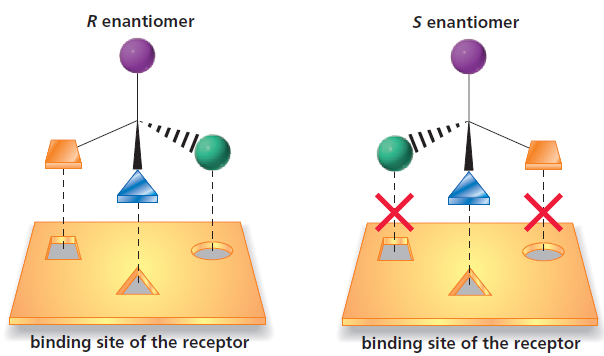 R enantiomer
S enantiomer
binding site of the receptor
binding site of the receptor